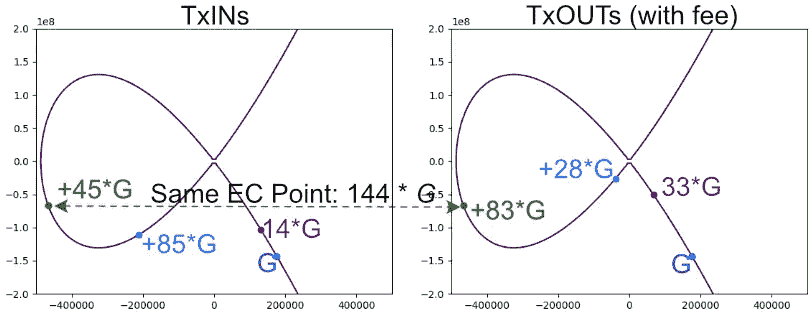 TxINs
TxOUTs (with fee)
1e8
1e8
2.0
1.5
1.0
0.5
0.0
−0.5
−1.0
−1.5
−2.0
2.0
1.5
1.0
0.5
0.0
−0.5
−1.0
−1.5
−2.0
+45*G
+85*G
14*G
G
Same EC Point: 144 * G
+28*G
33*G
+83*G
G
−400000
−200000
0
200000
400000
−400000
−200000
0
200000
400000